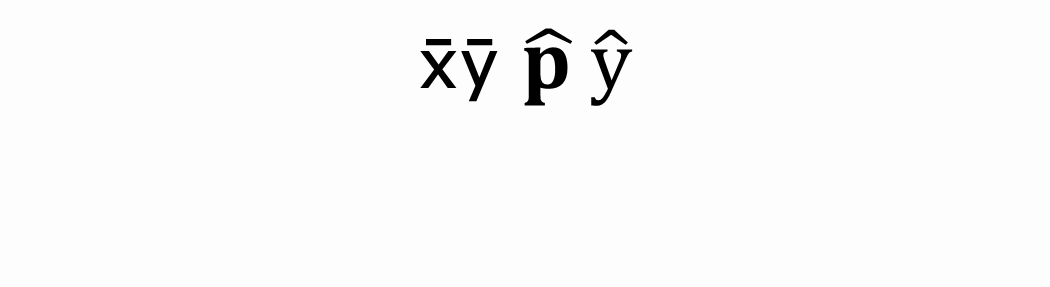 x̄ȳ p̂ ŷ